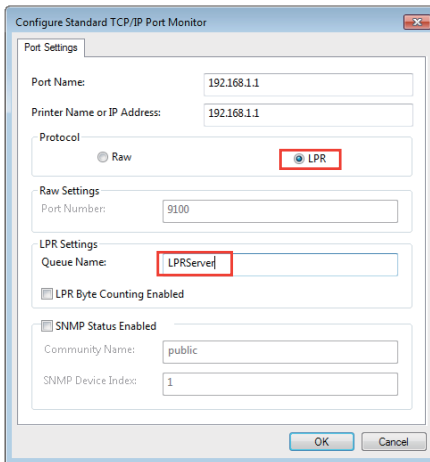 Configure Standard TCP/IP Port Monitor
Port Settings
Port Name: 192.168.1.1
Printer Name or IP Address: 192.168.1.1
Protocol
Raw LPR
Raw Settings
Port Number: 9100
LPR Settings
Queue Name: LPRServer
LPR Byte Counting Enabled
SNMP Status Enabled
Community Name: public
SNMP Device Index: 1
OK Cancel